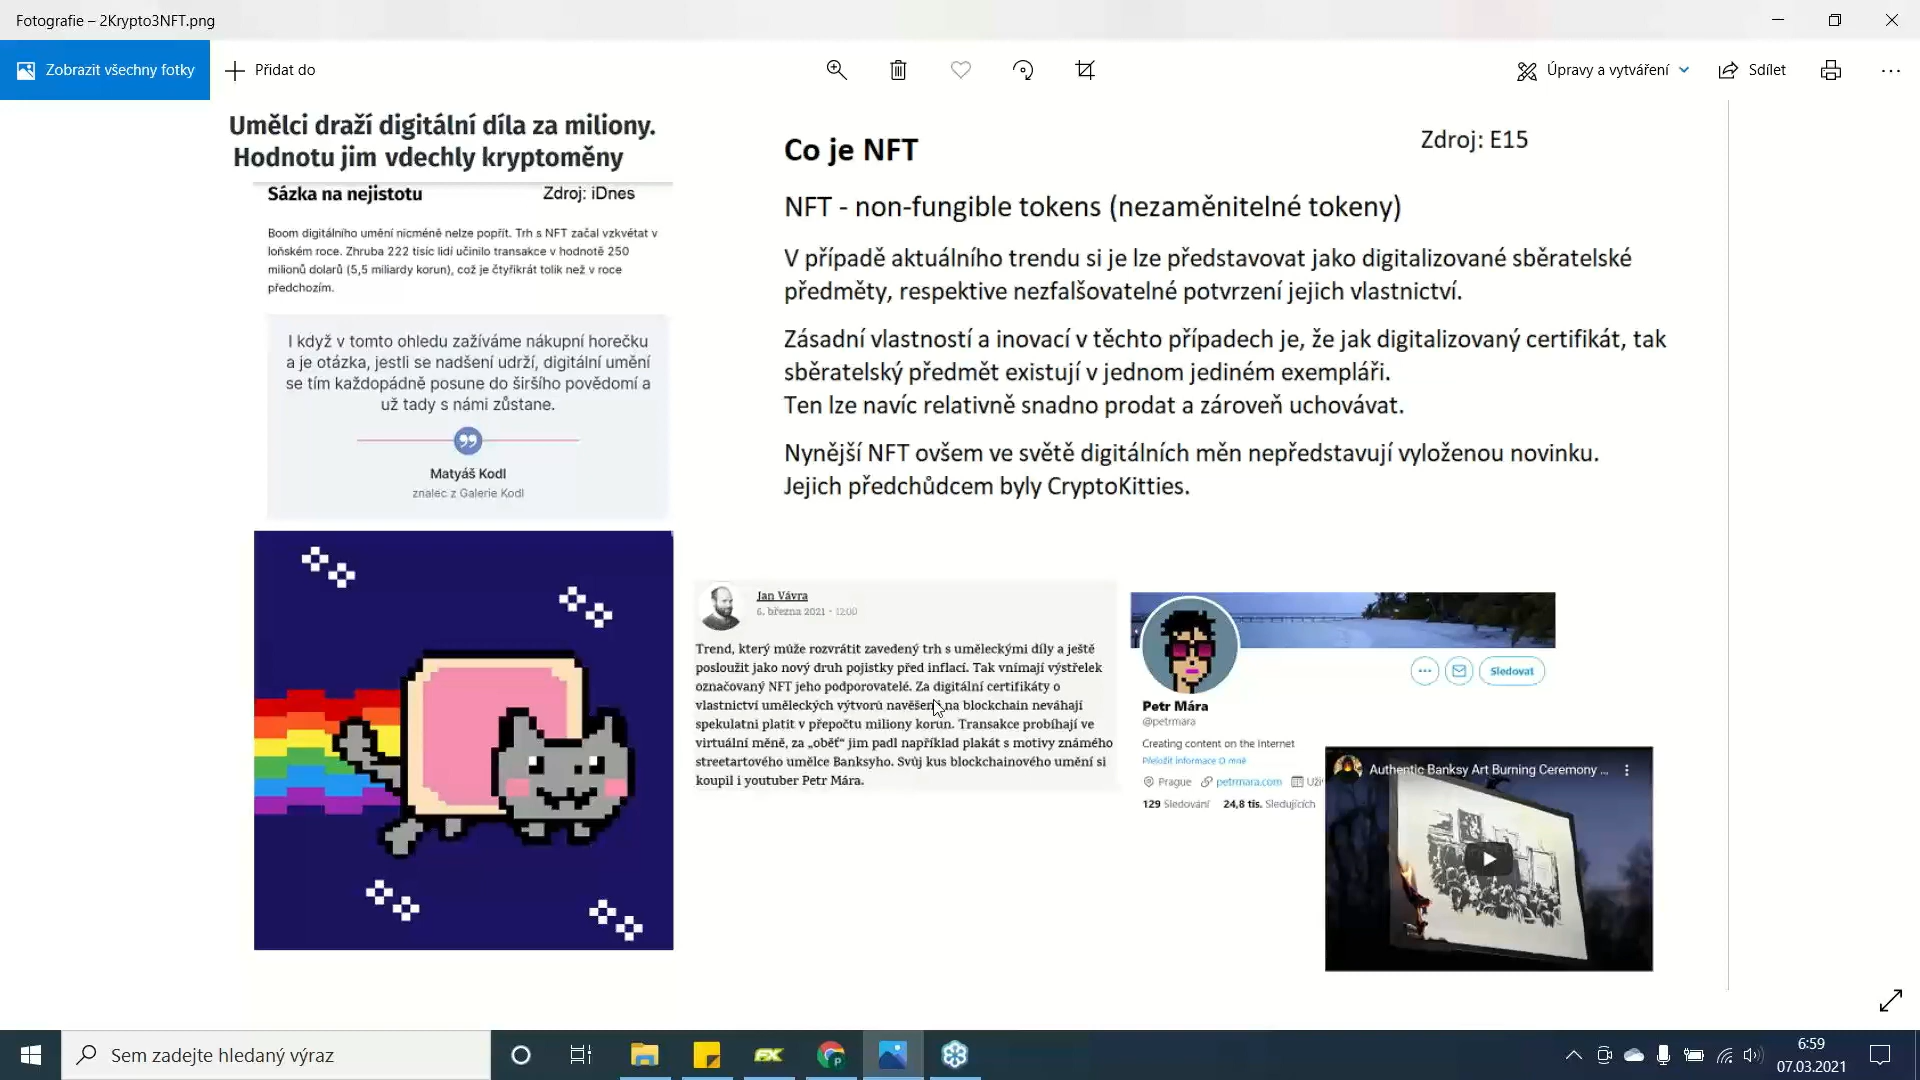 Fotografie – 2Krypto3NFT.png
Zobrazit všechny fotky
Přidat do
Úpravy a vytváření
Sdílet
Umělci draží digitální díla za miliony.
Hodnotu jim vdechly kryptoměny
Sázka na nejistotu
Zdroj: iDnes
Boom digitálního umění nicméně nelze popřít. Trh s NFT začal vzkvétat v
loňském roce. Zhruba 222 tisíc lidí učinilo transakce v hodnotě 250
milionů dolarů (5,5 miliardy korun), což je čtyřikrát tolik než v roce
předchozím.
I když v tomto ohledu zažíváme nákupní horečku
a je otázka, jestli se nadšení udrží, digitální umění
se tím každopádně posune do širšího povědomí a
už tady s námi zůstane.
Matyáš Kodl
znalec z Galerie Kodl
Co je NFT
Zdroj: E15
NFT - non-fungible tokens (nezaměnitelné tokeny)
V případě aktuálního trendu si je lze představovat jako digitalizované sběratelské
předměty, respektive nezfalšovatelné potvrzení jejich vlastnictví.
Zásadní vlastností a inovací v těchto případech je, že jak digitalizovaný certifikát, tak
sběratelský předmět existují v jednom jediném exempláři.
Ten lze navíc relativně snadno prodat a zároveň uchovávat.
Nynější NFT ovšem ve světě digitálních měn nepředstavují vyloženou novinku.
Jejich předchůdcem byly CryptoKitties.
Jan Vávra
6. března 2021 • 12:00
Trend, který může rozvrátit zavedený trh s uměleckými díly a ještě
posloužit jako nový druh pojistky před inflací. Tak vnímají výstřelek
označovaný NFT jeho podporovatelé. Za digitální certifikáty o
vlastnictví uměleckých výtvorů navěšené na blockchain neváhají
spekulatni platit v přepočtu miliony korun. Transakce probíhají ve
virtuální měně, za „oběť“ jim padl například plakát s motivy známého
streetartového umělce Banksyho. Svůj kus blockchainového umění si
koupil i youtuber Petr Mára.
Sledovat
Petr Mára
@petrmara
Creating content on the Internet
Přeložit informace O mně
Prague petrmara.com Uži
129 Sledování 24,8 tis. Sledujících
Authentic Banksy Art Burning Ceremony ...
Sem zadejte hledaný výraz
FX
P
6:59
07.03.2021